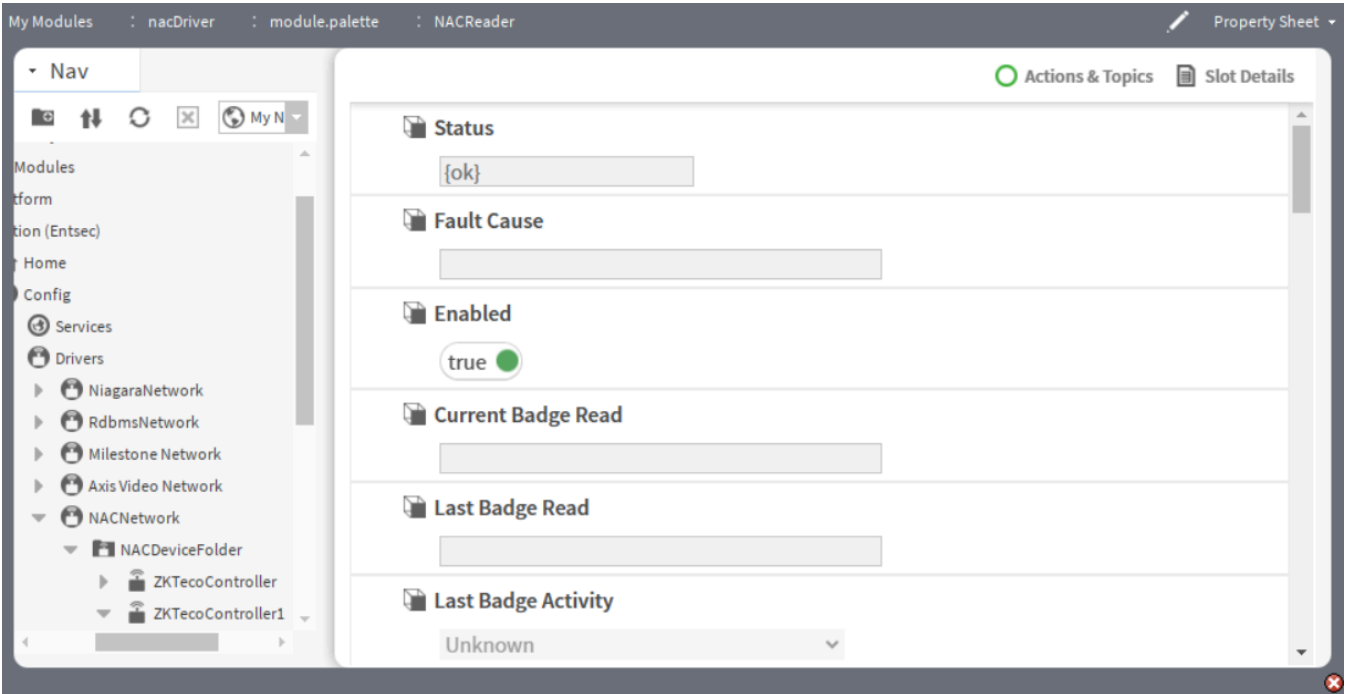 My Modules : nacDriver : module.palette : NACReader Property Sheet
Nav
Actions & Topics Slot Details
My N
Modules
tform
tion (Entsec)
Home
Config
Services
Drivers
NiagaraNetwork
RdbmsNetwork
Milestone Network
Axis Video Network
NACNetwork
NACDeviceFolder
ZKTecoController
ZKTecoController1
Status
{ok}
Fault Cause
Enabled
true
Current Badge Read
Last Badge Read
Last Badge Activity
Unknown